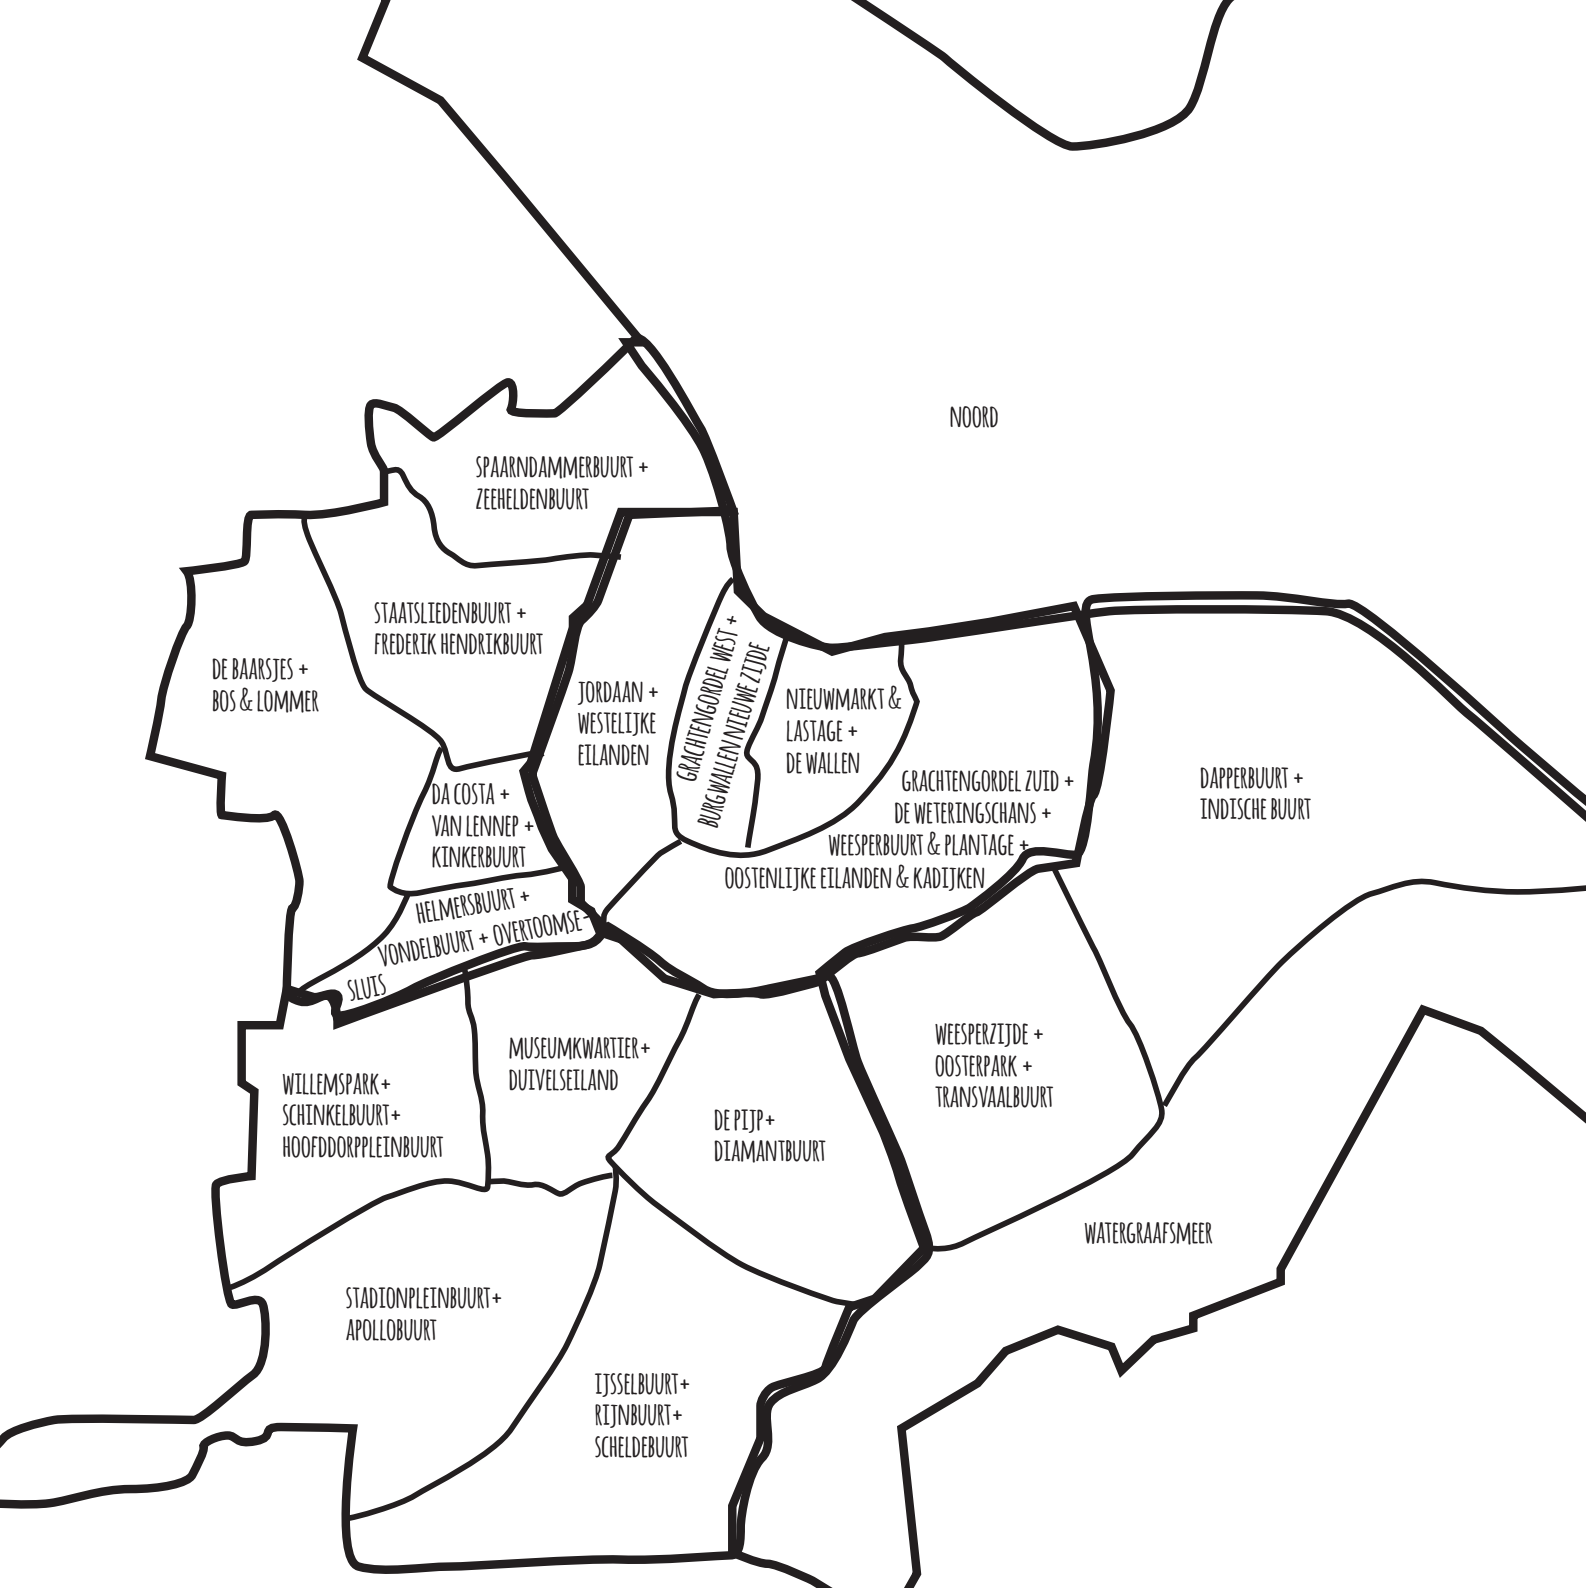 NOORD
SPAARNDAMMERBUURT +
ZEEHELDENBUURT
STAATSLIEDENBUURT +
FREDERIK HENDRIKBUURT
DE BAARSJES +
BOS & LOMMER
JORDAAN +
WESTELIJKE
EILANDEN
GRACHTENGORDEL WEST +
BURGWALLEN NIEUWE ZIJDE
NIEUWMARKT &
LASTAGE +
DE WALLEN
DA COSTA +
VAN LENNEP +
KINKERBUURT
GRACHTENGORDEL ZUID +
DE WETERINGSCHANS +
WEESPERBUURT & PLANTAGE +
OOSTENLIJKE EILANDEN & KADIJKEN
DAPPERBUURT +
INDISCHE BUURT
HELMERSBUURT +
VONDELBUURT + OVERTOOMSE-
SLUIS
WILLEMSPARK+
SCHINKELBUURT+
HOOFDDORPPLEINBUURT
MUSEUMKWARTIER+
DUIVELSEILAND
DE PIJP+
DIAMANTBUURT
WEESPERZIJDE +
OOSTERPARK +
TRANSVAALBUURT
WATERGRAAFSMEER
STADIONPLEINBUURT+
APOLLOBUURT
IJSSELBUURT+
RIJNBUURT+
SCHELDEBUURT